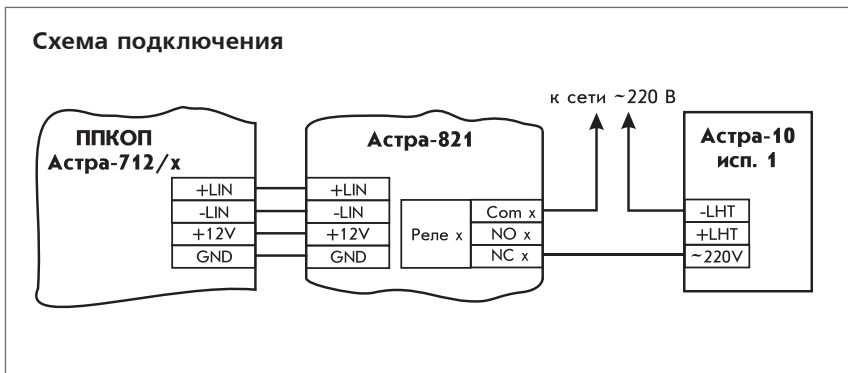 Схема подключения
к сети ~220 В
ППКОП
Астра-712/х
+LIN
-LIN
+12V
GND
Астра-821
+LIN
-LIN
+12V
GND
Реле х
Com x
NO x
NC x
Астра-10
исп. 1
-LHT
+LHT
~220V